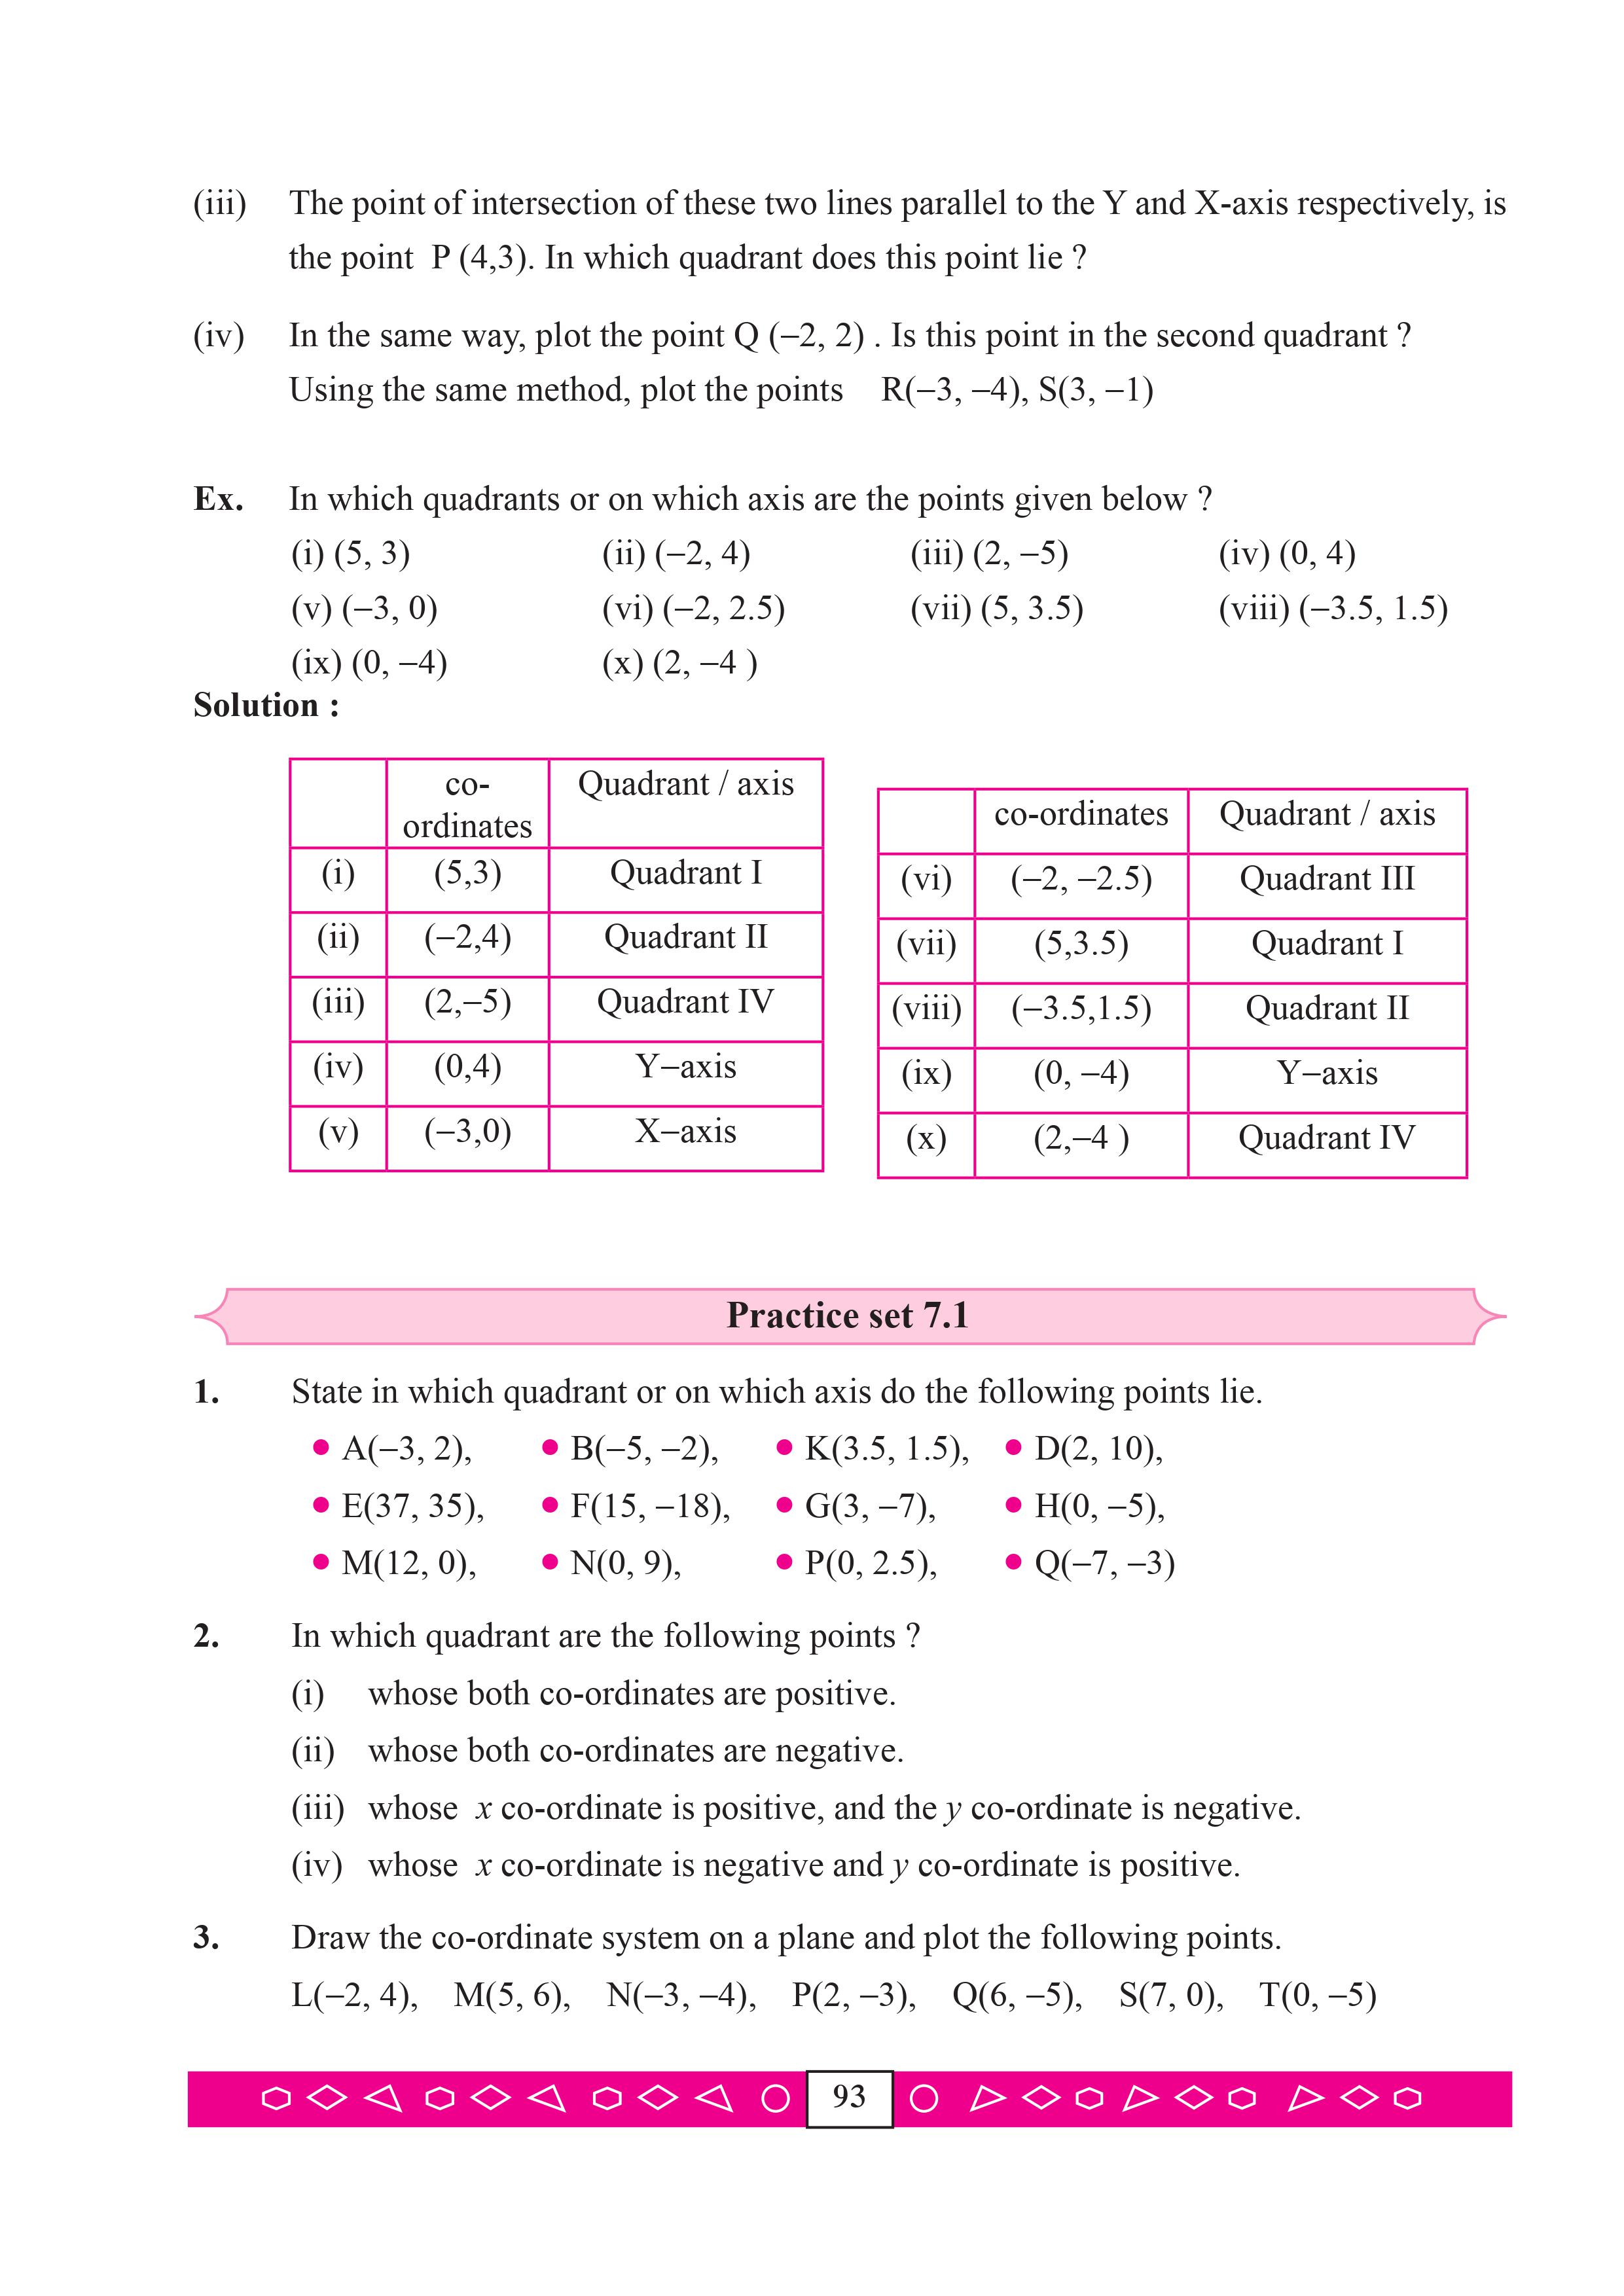 (iii) The point of intersection of these two lines parallel to the Y and X-axis respectively, is
the point P (4,3). In which quadrant does this point lie ?
(iv) In the same way, plot the point Q (−2, 2) . Is this point in the second quadrant ?
Using the same method, plot the points R(−3, −4), S(3, −1)
Ex. In which quadrants or on which axis are the points given below ?
(i) (5, 3) (ii) (−2, 4) (iii) (2, −5) (iv) (0, 4)
(v) (−3, 0) (vi) (−2, 2.5) (vii) (5, 3.5) (viii) (−3.5, 1.5)
(ix) (0, −4) (x) (2, −4 )
Solution :
co-
ordinates Quadrant / axis
(i) (5,3) Quadrant I
(ii) (−2,4) Quadrant II
(iii) (2,−5) Quadrant IV
(iv) (0,4) Y−axis
(v) (−3,0) X−axis
co-ordinates Quadrant / axis
(vi) (−2, −2.5) Quadrant III
(vii) (5,3.5) Quadrant I
(viii) (−3.5,1.5) Quadrant II
(ix) (0, −4) Y−axis
(x) (2,−4 ) Quadrant IV
Practice set 7.1
1. State in which quadrant or on which axis do the following points lie.
• A(−3, 2), • B(−5, −2), • K(3.5, 1.5), • D(2, 10),
• E(37, 35), • F(15, −18), • G(3, −7), • H(0, −5),
• M(12, 0), • N(0, 9), • P(0, 2.5), • Q(−7, −3)
2. In which quadrant are the following points ?
(i) whose both co-ordinates are positive.
(ii) whose both co-ordinates are negative.
(iii) whose x co-ordinate is positive, and the y co-ordinate is negative.
(iv) whose x co-ordinate is negative and y co-ordinate is positive.
3. Draw the co-ordinate system on a plane and plot the following points.
L(−2, 4), M(5, 6), N(−3, −4), P(2, −3), Q(6, −5), S(7, 0), T(0, −5)
93